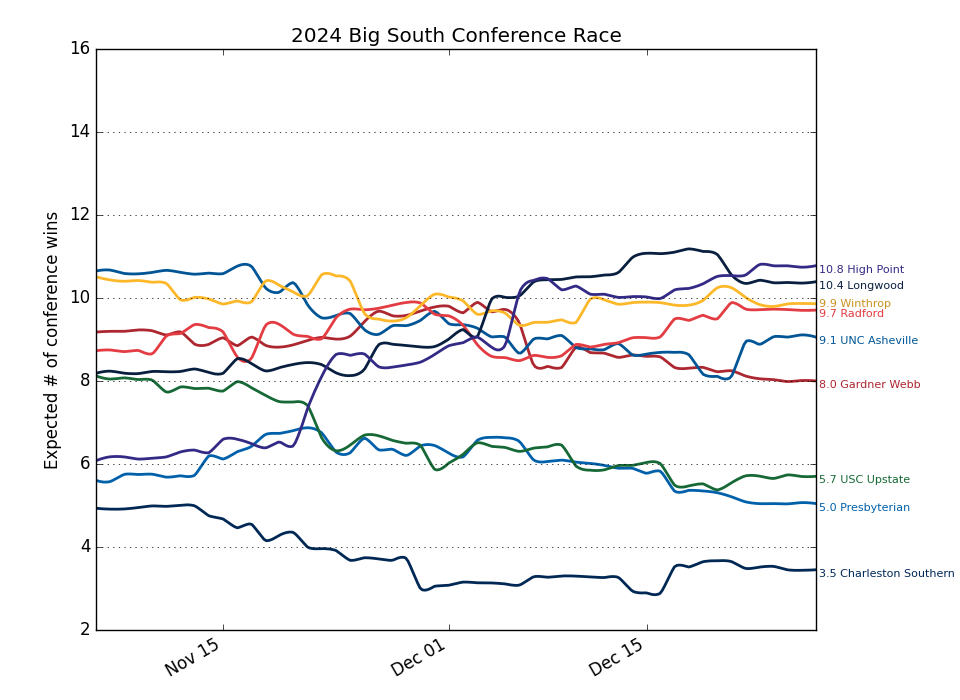 2024 Big South Conference Race
Expected # of conference wins
16
14
12
10
8
6
4
2
Nov 15
Dec 01
Dec 15
10.8 High Point
10.4 Longwood
9.9 Winthrop
9.7 Radford
9.1 UNC Asheville
8.0 Gardner Webb
5.7 USC Upstate
5.0 Presbyterian
3.5 Charleston Southern